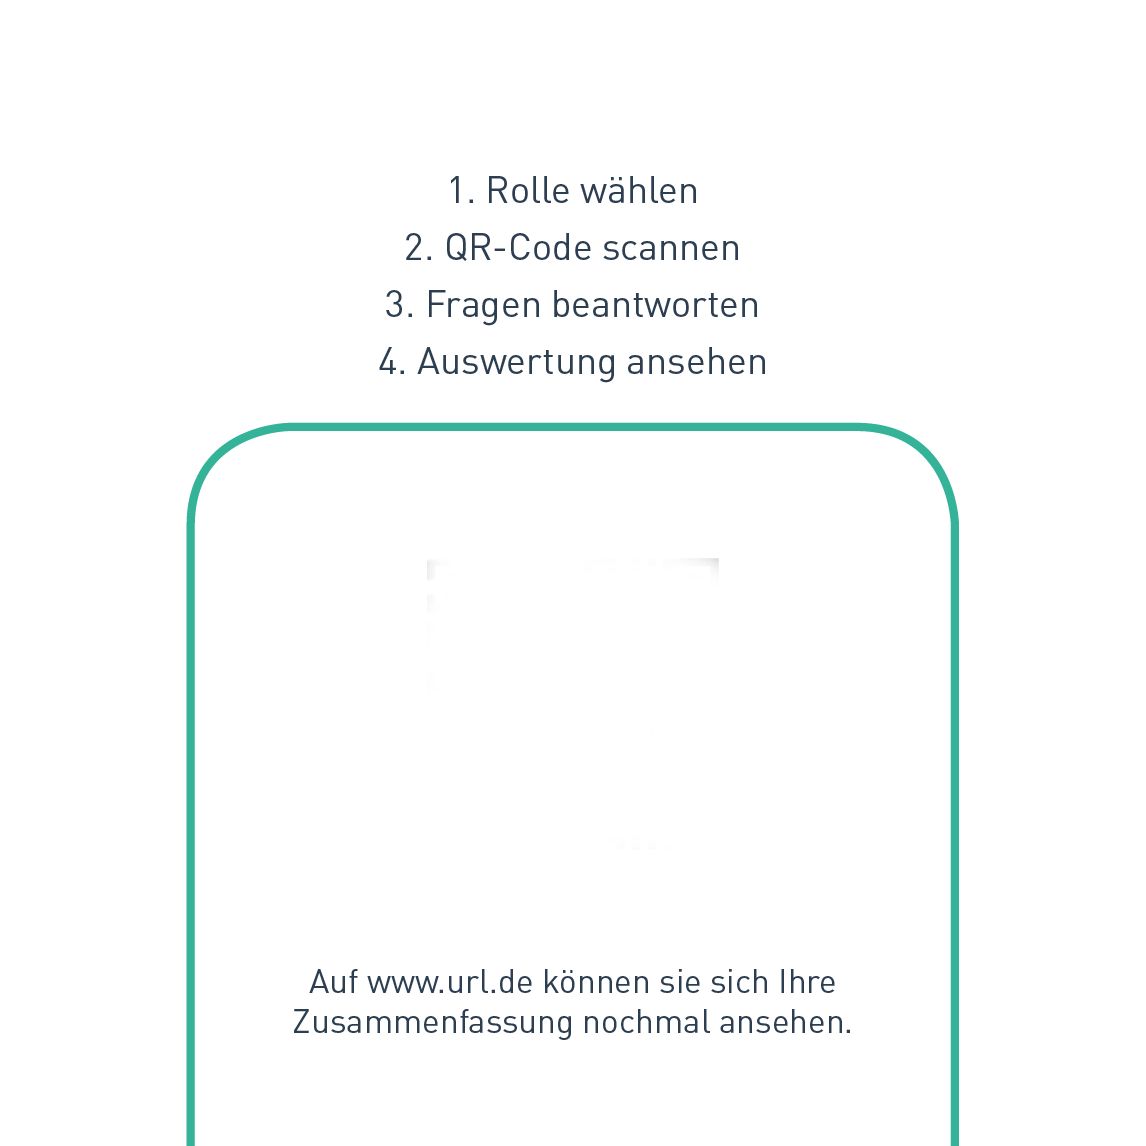 1. Rolle wählen
2. QR-Code scannen
3. Fragen beantworten
4. Auswertung ansehen
Auf www.url.de können sie sich Ihre
Zusammenfassung nochmal ansehen.